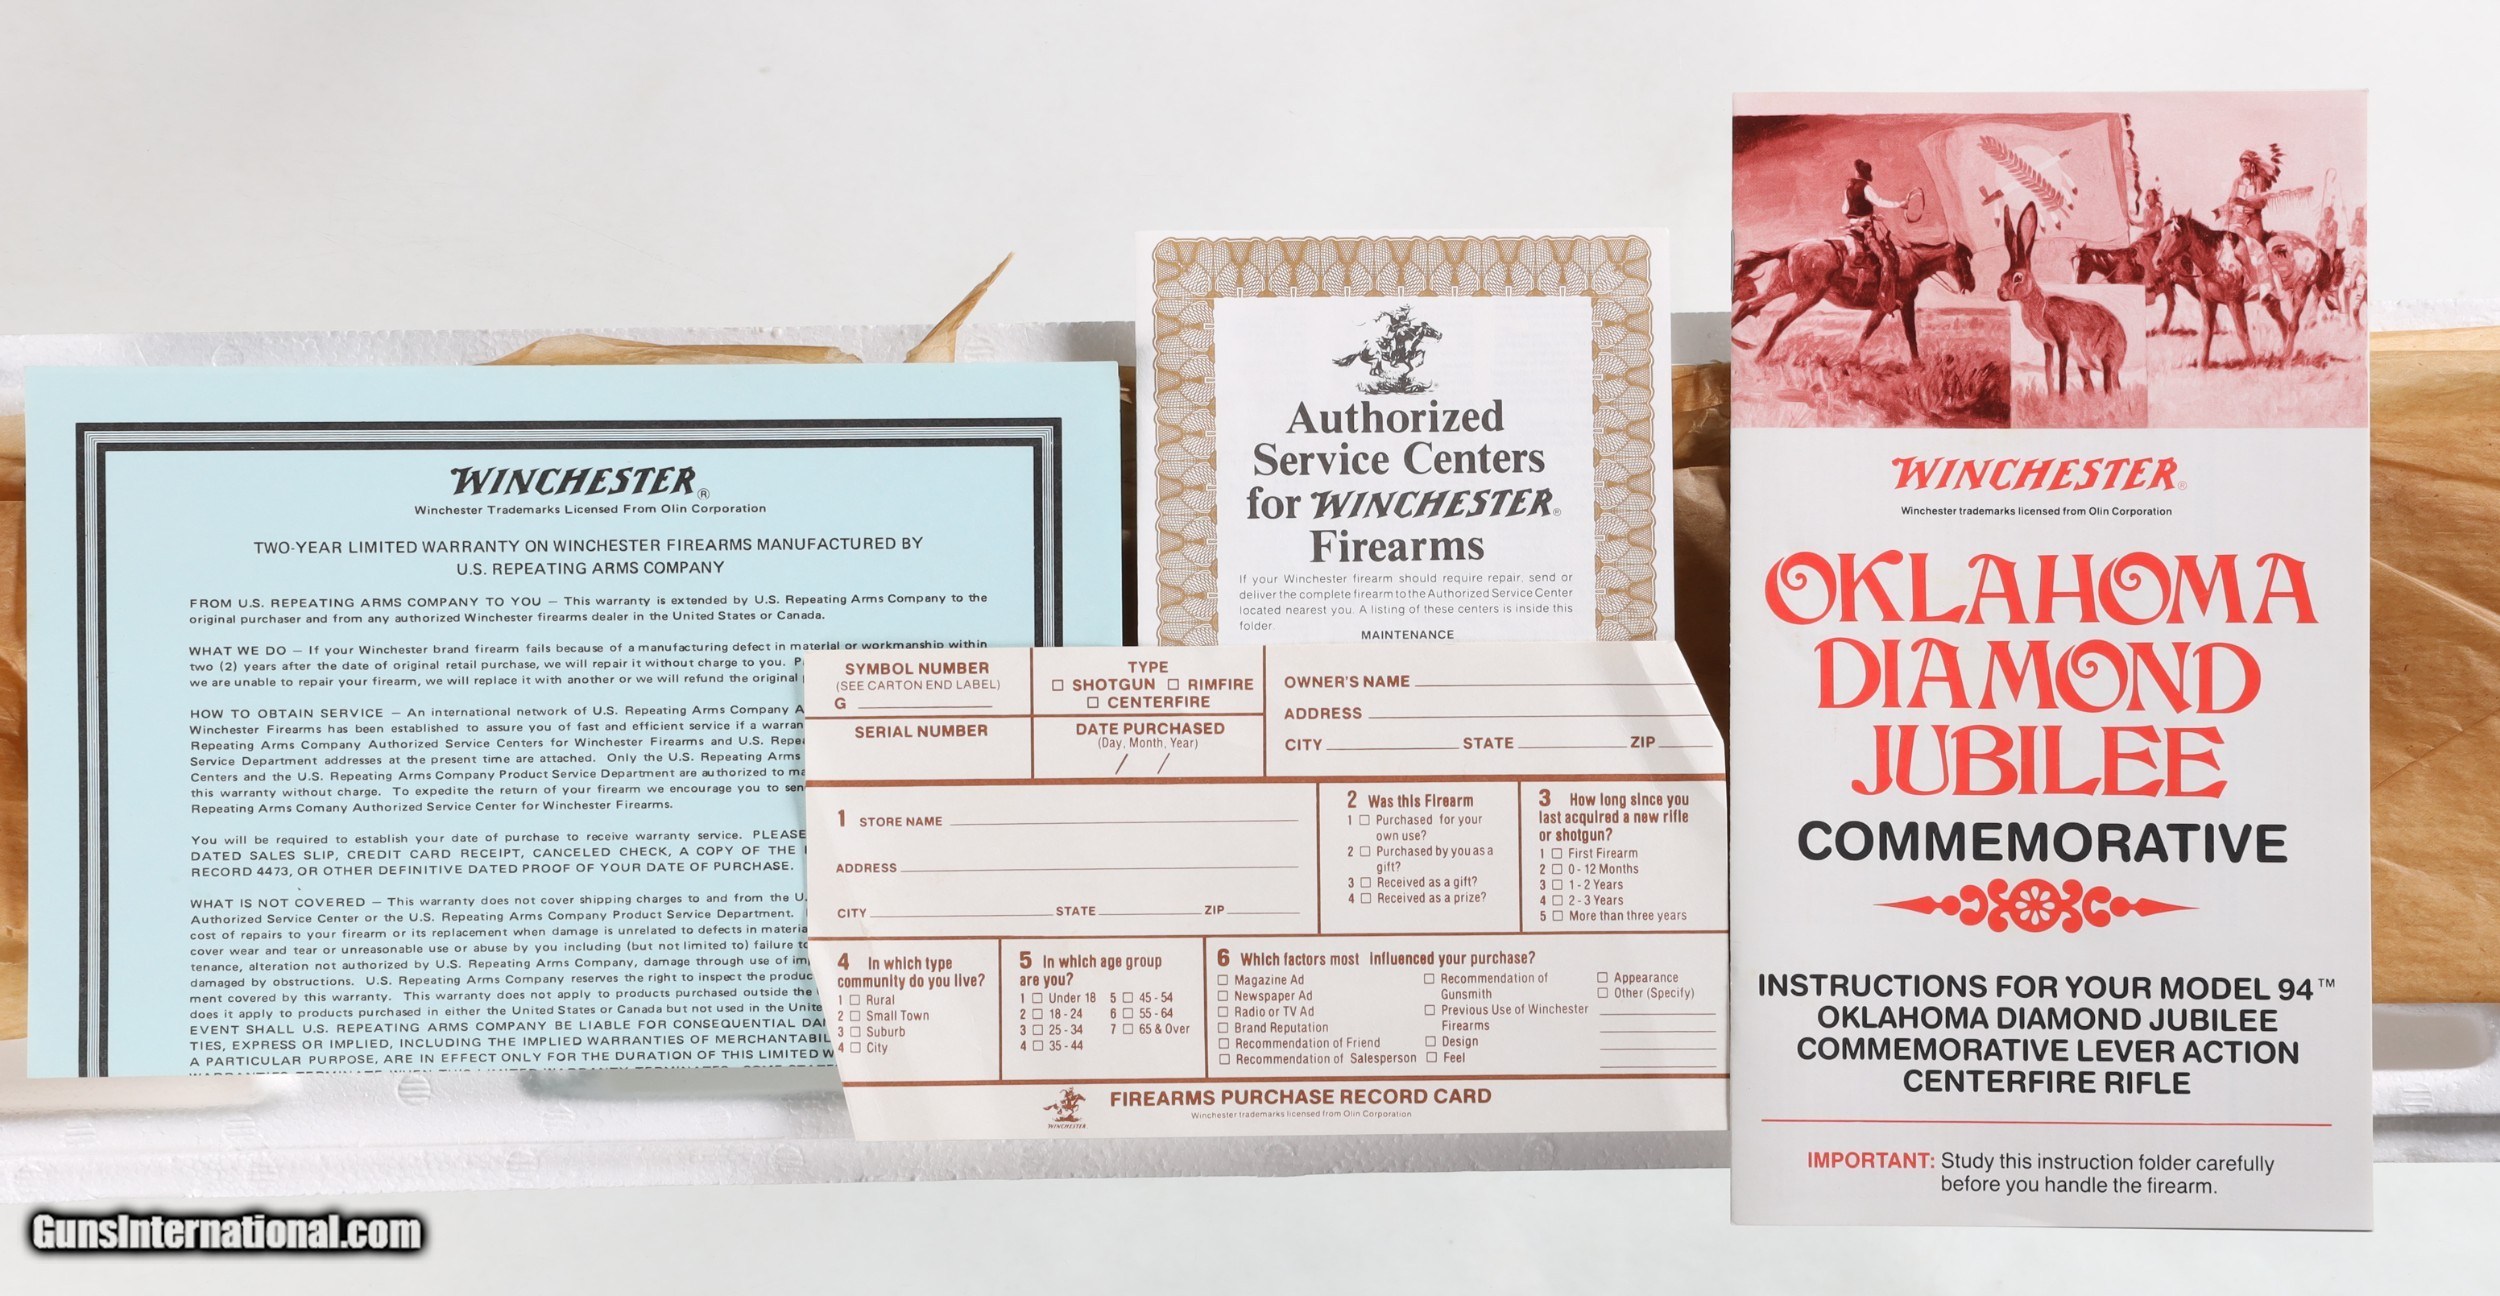 WINCHESTER®
Winchester Trademarks Licensed From Olin Corporation
TWO-YEAR LIMITED WARRANTY ON WINCHESTER FIREARMS MANUFACTURED BY
U.S. REPEATING ARMS COMPANY
FROM U.S. REPEATING ARMS COMPANY TO YOU — This warranty is extended by U.S. Repeating Arms Company to the
original purchaser and from any authorized Winchester firearms dealer in the United States or Canada.
WHAT WE DO — If your Winchester brand firearm fails because of a manufacturing defect in material or workmanship within
two (2) years after the date of original retail purchase, we will repair it without charge to you.
we are unable to repair your firearm, we will replace it with another or we will refund the original
HOW TO OBTAIN SERVICE — An international network of U.S. Repeating Arms Company A
Winchester Firearms has been established to assure you of fast and efficient service if a warran
Repeating Arms Company Authorized Service Centers for Winchester Firearms and U.S. Repea
Service Department addresses at the present time are attached. Only the U.S. Repeating Arms
Centers and the U.S. Repeating Arms Company Product Service Department are authorized to ma
this warranty without charge. To expedite the return of your firearm we encourage you to sen
Repeating Arms Comany Authorized Service Center for Winchester Firearms.
You will be required to establish your date of purchase to receive warranty service. PLEASE
DATED SALES SLIP, CREDIT CARD RECEIPT, CANCELED CHECK, A COPY OF THE
RECORD 4473, OR OTHER DEFINITIVE DATED PROOF OF YOUR DATE OF PURCHASE.
WHAT IS NOT COVERED — This warranty does not cover shipping charges to and from the U.
Authorized Service Center or the U.S. Repeating Arms Company Product Service Department.
cost of repairs to your firearm or its replacement when damage is unrelated to defects in materia
cover wear and tear or unreasonable use or abuse by you including (but not limited to) failure to
tenance, alteration not authorized by U.S. Repeating Arms Company, damage through use of im
damaged by obstructions. U.S. Repeating Arms Company reserves the right to inspect the produc
ment covered by this warranty. This warranty does not apply to products purchased outside the
does it apply to products purchased in either the United States or Canada but not used in the Unite
EVENT SHALL U.S. REPEATING ARMS COMPANY BE LIABLE FOR CONSEQUENTIAL DA
TIES, EXPRESS OR IMPLIED, INCLUDING THE IMPLIED WARRANTIES OF MERCHANTABIL
A PARTICULAR PURPOSE, ARE IN EFFECT ONLY FOR THE DURATION OF THIS LIMITED W
Authorized
Service Centers
for WINCHESTER®
Firearms
If your Winchester firearm should require repair, send or
deliver the complete firearm to the Authorized Service Center
located nearest you. A listing of these centers is inside this
folder.
MAINTENANCE
SYMBOL NUMBER
(SEE CARTON END LABEL)
G
SERIAL NUMBER
TYPE
SHOTGUN RIMFIRE
CENTERFIRE
DATE PURCHASED
(Day, Month, Year)
/ /
OWNER'S NAME
ADDRESS
CITY STATE ZIP
1 STORE NAME
ADDRESS
CITY STATE ZIP
2 Was this Firearm
1 Purchased for your
own use?
2 Purchased by you as a
gift?
3 Received as a gift?
4 Received as a prize?
3 How long since you
last acquired a new rifle
or shotgun?
1 First Firearm
2 0 - 12 Months
3 1 - 2 Years
4 2 - 3 Years
5 More than three years
4 In which type
community do you live?
1 Rural
2 Small Town
3 Suburb
4 City
5 In which age group
are you?
1 Under 18 5 45 - 54
2 18 - 24 6 55 - 64
3 25 - 34 7 65 & Over
4 35 - 44
6 Which factors most influenced your purchase?
Magazine Ad
Newspaper Ad
Radio or TV Ad
Brand Reputation
Recommendation of Friend
Recommendation of Salesperson
Recommendation of
Gunsmith
Previous Use of Winchester
Firearms
Design
Feel
Appearance
Other (Specify)
WINCHESTER
FIREARMS PURCHASE RECORD CARD
Winchester trademarks licensed from Olin Corporation
WINCHESTER®
Winchester trademarks licensed from Olin Corporation
OKLAHOMA
DIAMOND
JUBILEE
COMMEMORATIVE
INSTRUCTIONS FOR YOUR MODEL 94™
OKLAHOMA DIAMOND JUBILEE
COMMEMORATIVE LEVER ACTION
CENTERFIRE RIFLE
IMPORTANT: Study this instruction folder carefully
before you handle the firearm.
GunsInternational.com